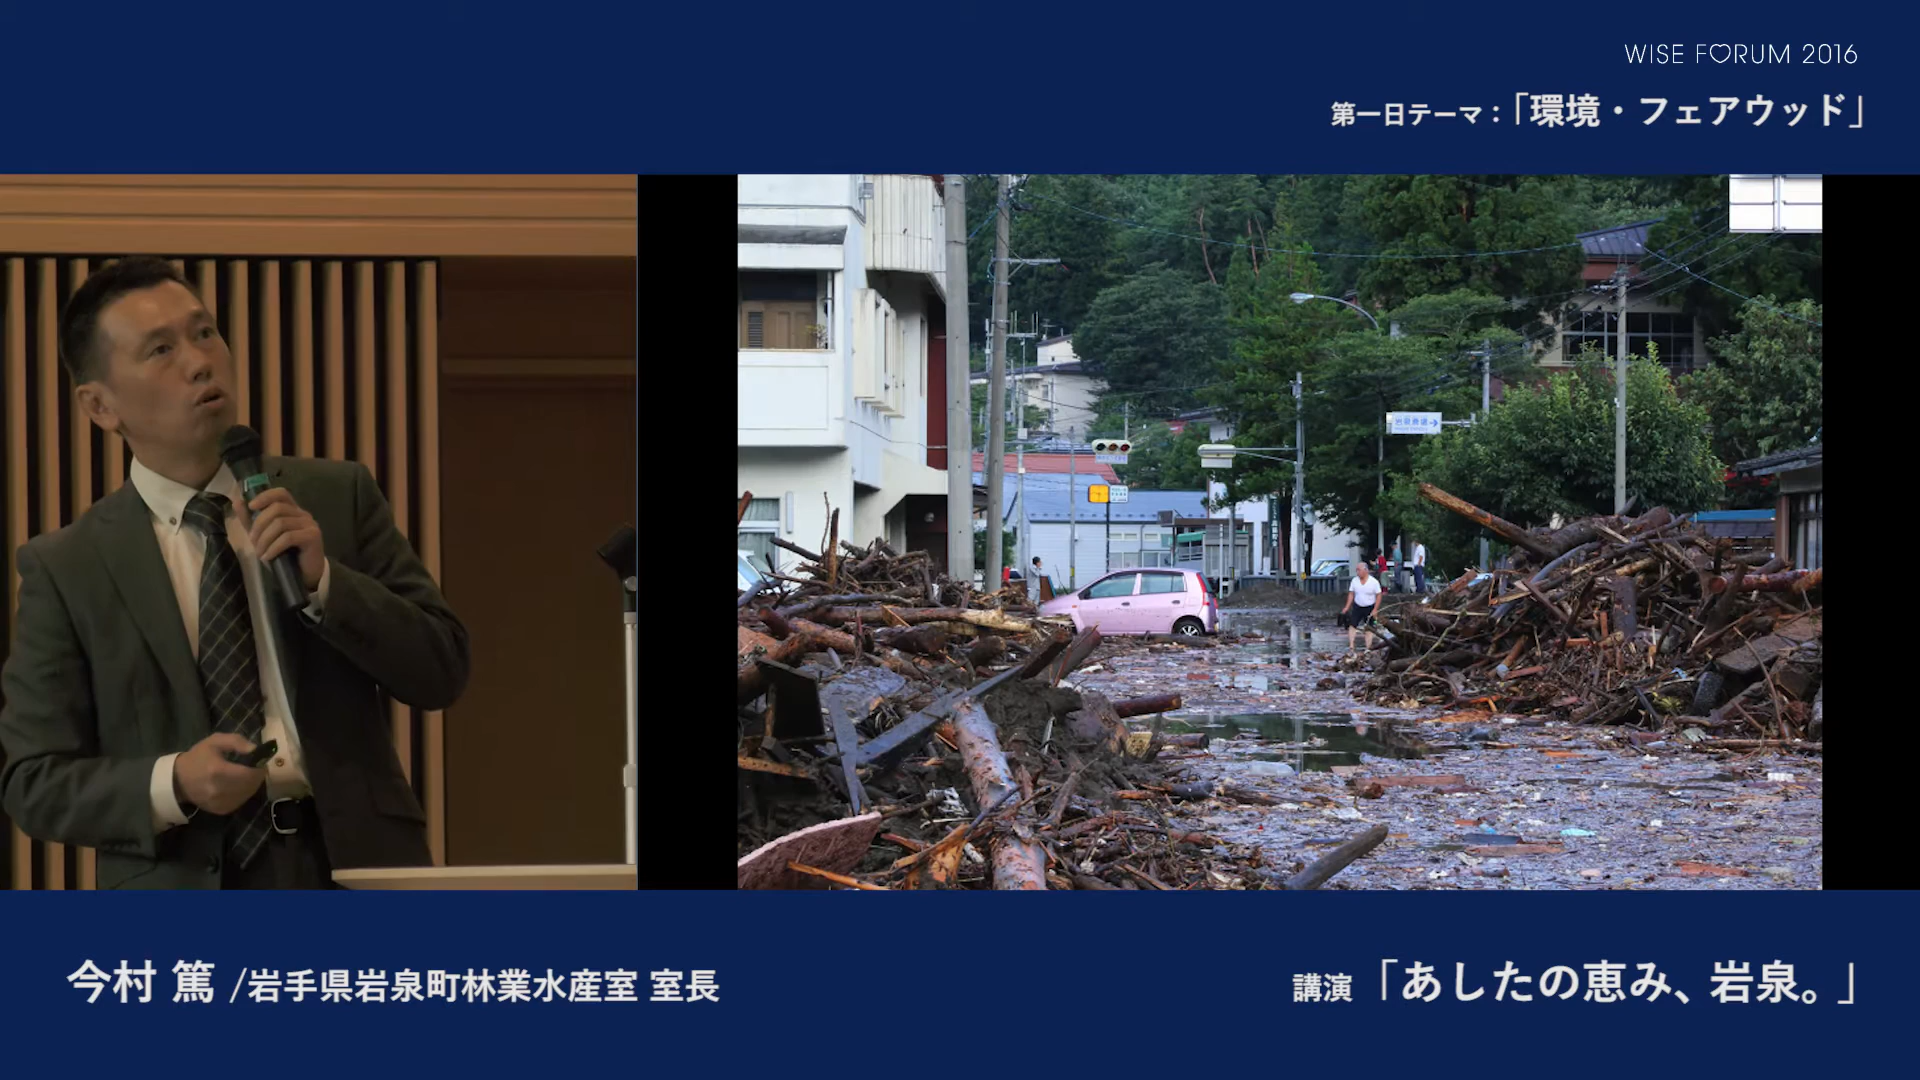 WISE FORUM 2016
第一日テーマ：「環境・フェアウッド」
今村 篤 /岩手県岩泉町林業水産室 室長
講演 「あしたの恵み、岩泉。」